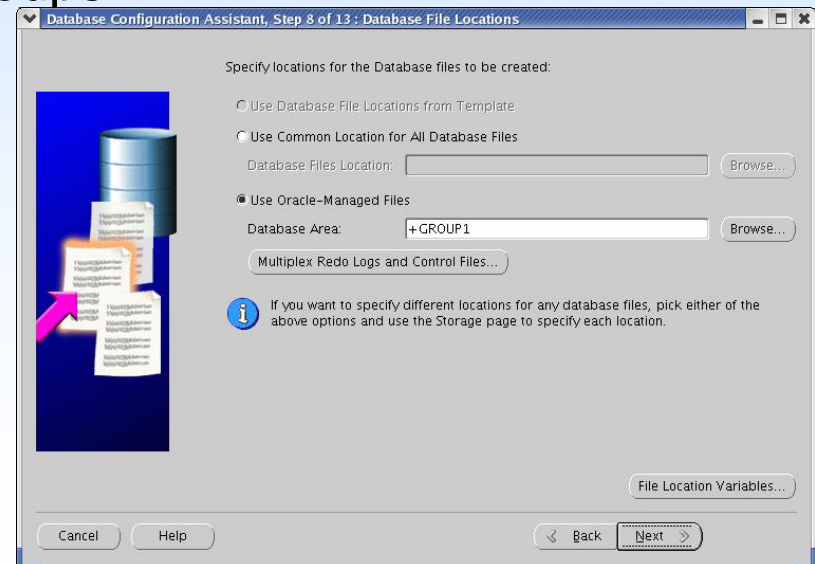 Database Configuration Assistant, Step 8 of 13 : Database File Locations
Specify locations for the Database files to be created:
Use Database File Locations from Template
Use Common Location for All Database Files
Database Files Location:
Browse...
Use Oracle-Managed Files
Database Area:
+GROUP1
Browse...
Multiplex Redo Logs and Control Files...
If you want to specify different locations for any database files, pick either of the
above options and use the Storage page to specify each location.
File Location Variables...
Cancel
Help
Back
Next